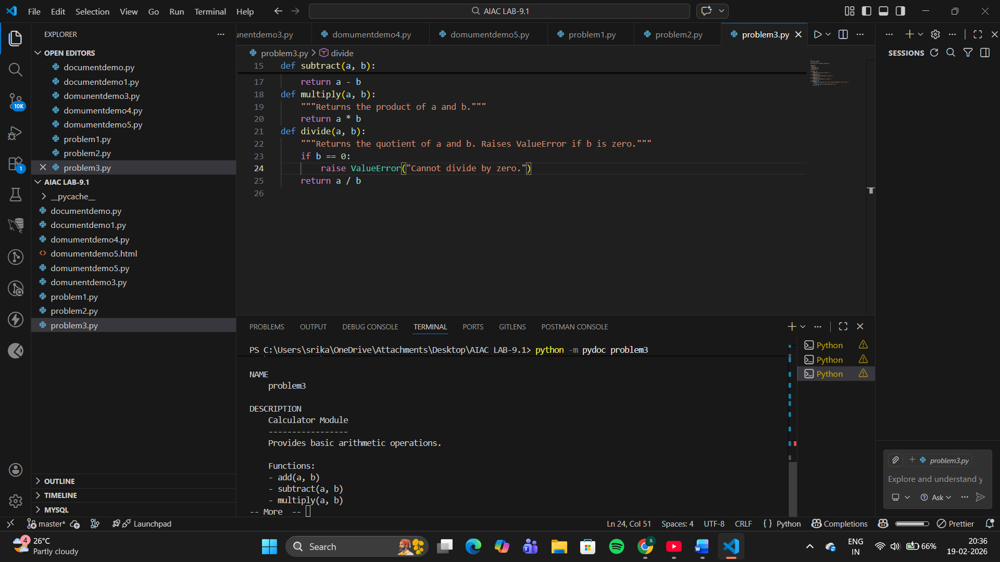 File Edit Selection View Go Run Terminal Help
AIAC LAB-9.1
EXPLORER
OPEN EDITORS
documentdemo.py
documentdemo1.py
domunentdemo3.py
domumentdemo4.py
domumentdemo5.py
problem1.py
problem2.py
problem3.py
AIAC LAB-9.1
__pycache__
documentdemo.py
documentdemo1.py
domumentdemo4.py
domumentdemo5.html
domumentdemo5.py
domunentdemo3.py
problem1.py
problem2.py
problem3.py
OUTLINE
TIMELINE
MYSQL
10K
1
unentdemo3.py domumentdemo4.py domumentdemo5.py problem1.py problem2.py problem3.py
problem3.py > divide
15 def subtract(a, b):
17 return a - b
18 def multiply(a, b):
19 """Returns the product of a and b."""
20 return a * b
21 def divide(a, b):
22 """Returns the quotient of a and b. Raises ValueError if b is zero."""
23 if b == 0:
24 raise ValueError("Cannot divide by zero.")
25 return a / b
26
PROBLEMS OUTPUT DEBUG CONSOLE TERMINAL PORTS GITLENS POSTMAN CONSOLE
PS C:\Users\srika\OneDrive\Attachments\Desktop\AIAC LAB-9.1> python -m pydoc problem3
NAME
problem3
DESCRIPTION
Calculator Module
-----------------
Provides basic arithmetic operations.
Functions:
- add(a, b)
- subtract(a, b)
- multiply(a, b)
-- More --
Python
Python
Python
SESSIONS
problem3.py
Explore and understand y
Ask
master* Launchpad Ln 24, Col 51 Spaces: 4 UTF-8 CRLF { } Python Completions Prettier
4
26°C
Partly cloudy
Search
ENG
IN
66%
20:36
19-02-2026